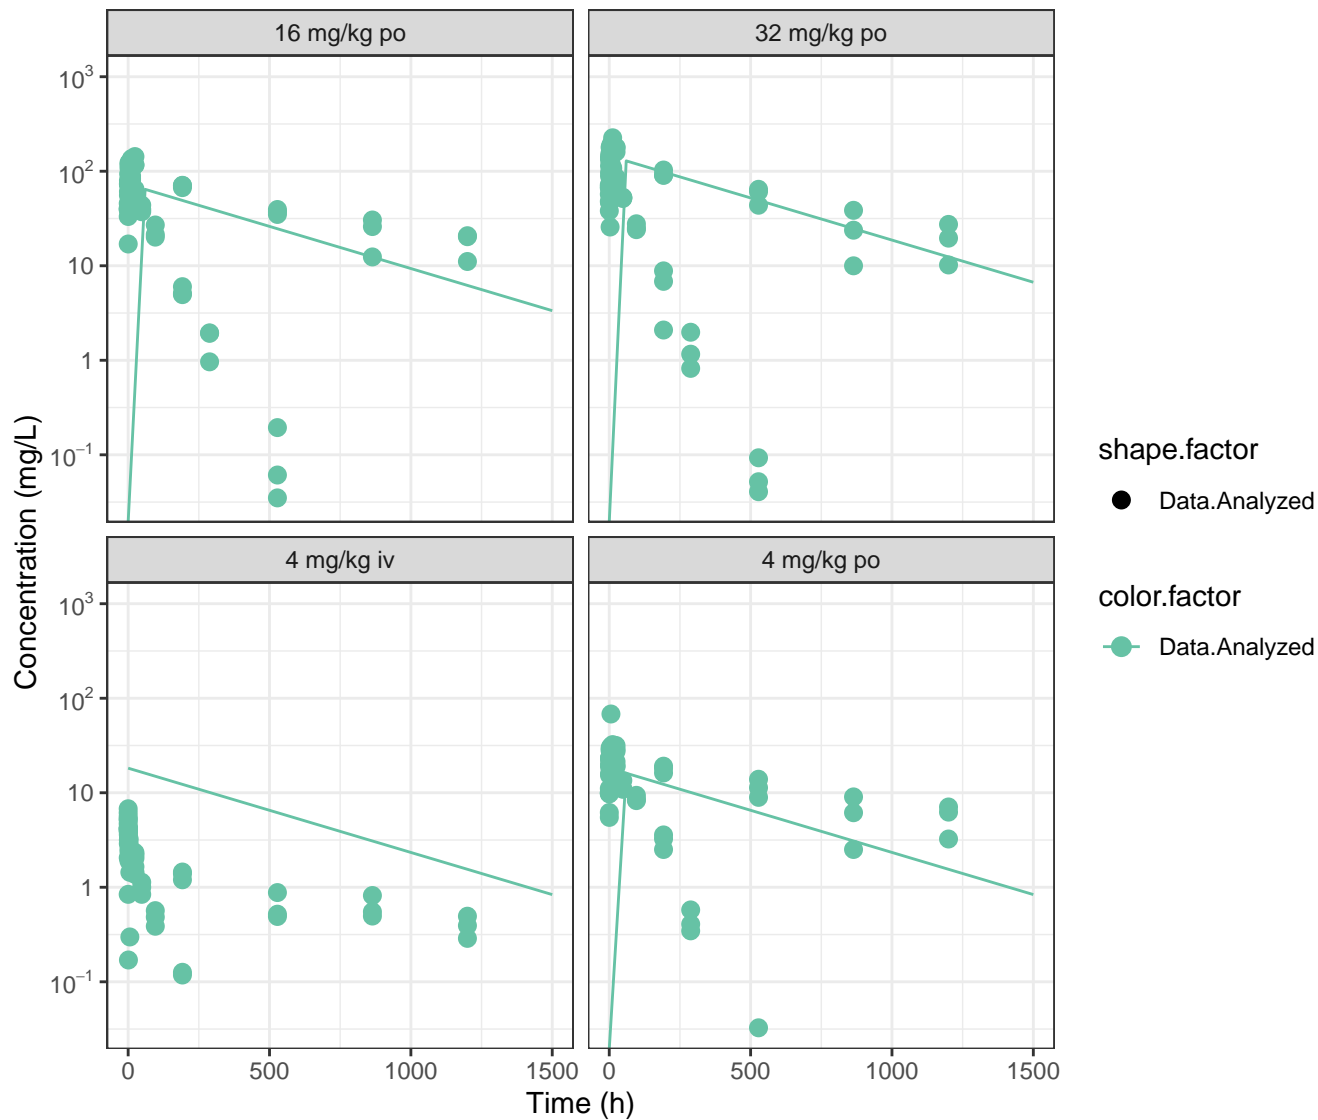 16 mg/kg po
32 mg/kg po
10³
10²
10
1
10⁻¹
4 mg/kg iv
4 mg/kg po
10³
10²
10
1
10⁻¹
0 500 1000 1500
0 500 1000 1500
Time (h)
Concentration (mg/L)
shape.factor
Data.Analyzed
color.factor
Data.Analyzed